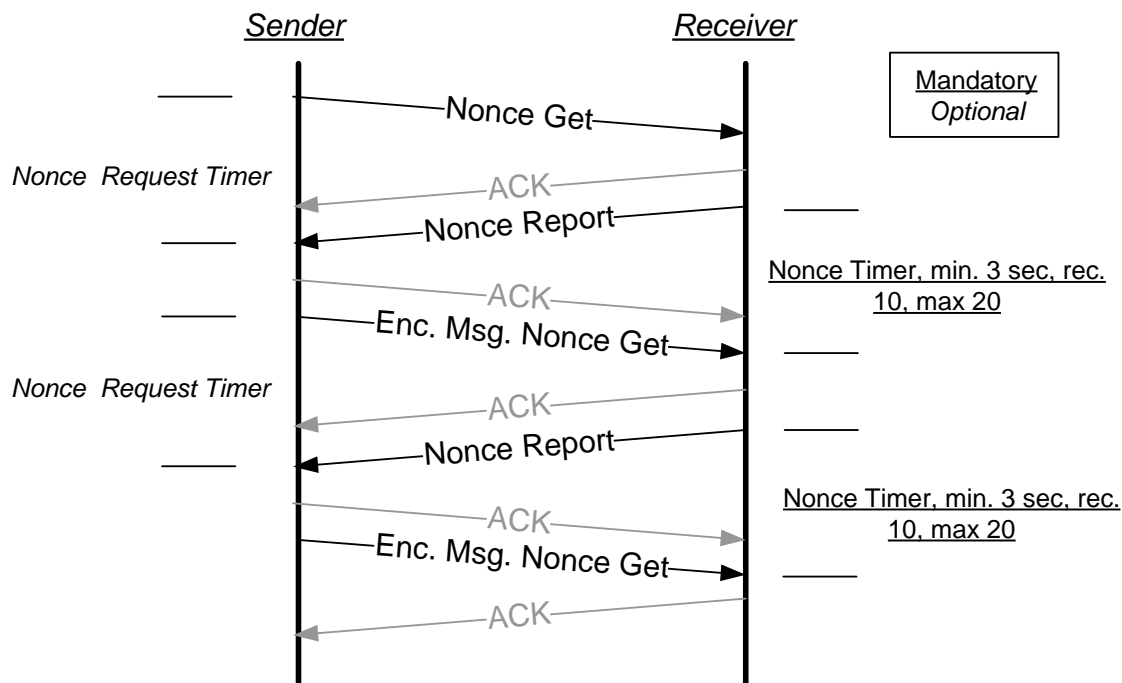 Sender
Receiver
Mandatory
Optional
Nonce Get
Nonce Request Timer
ACK
Nonce Report
Nonce Timer, min. 3 sec, rec.
10, max 20
ACK
Enc. Msg. Nonce Get
Nonce Request Timer
ACK
Nonce Report
Nonce Timer, min. 3 sec, rec.
10, max 20
ACK
Enc. Msg. Nonce Get
ACK